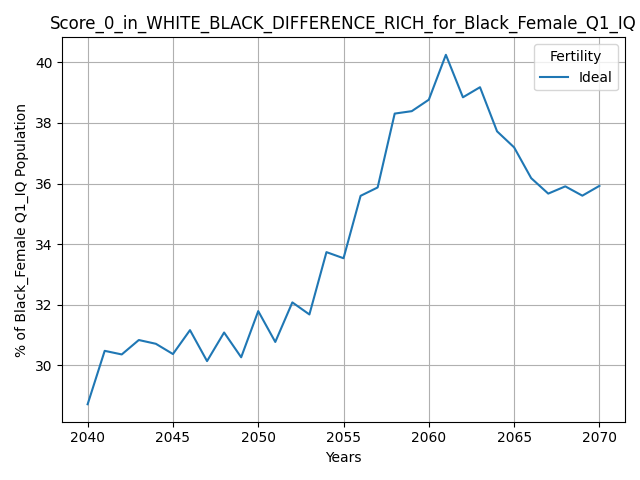 Score_0_in_WHITE_BLACK_DIFFERENCE_RICH_for_Black_Female_Q1_IQ
Fertility
Ideal
% of Black_Female Q1_IQ Population
40
38
36
34
32
30
2040 2045 2050 2055 2060 2065 2070
Years